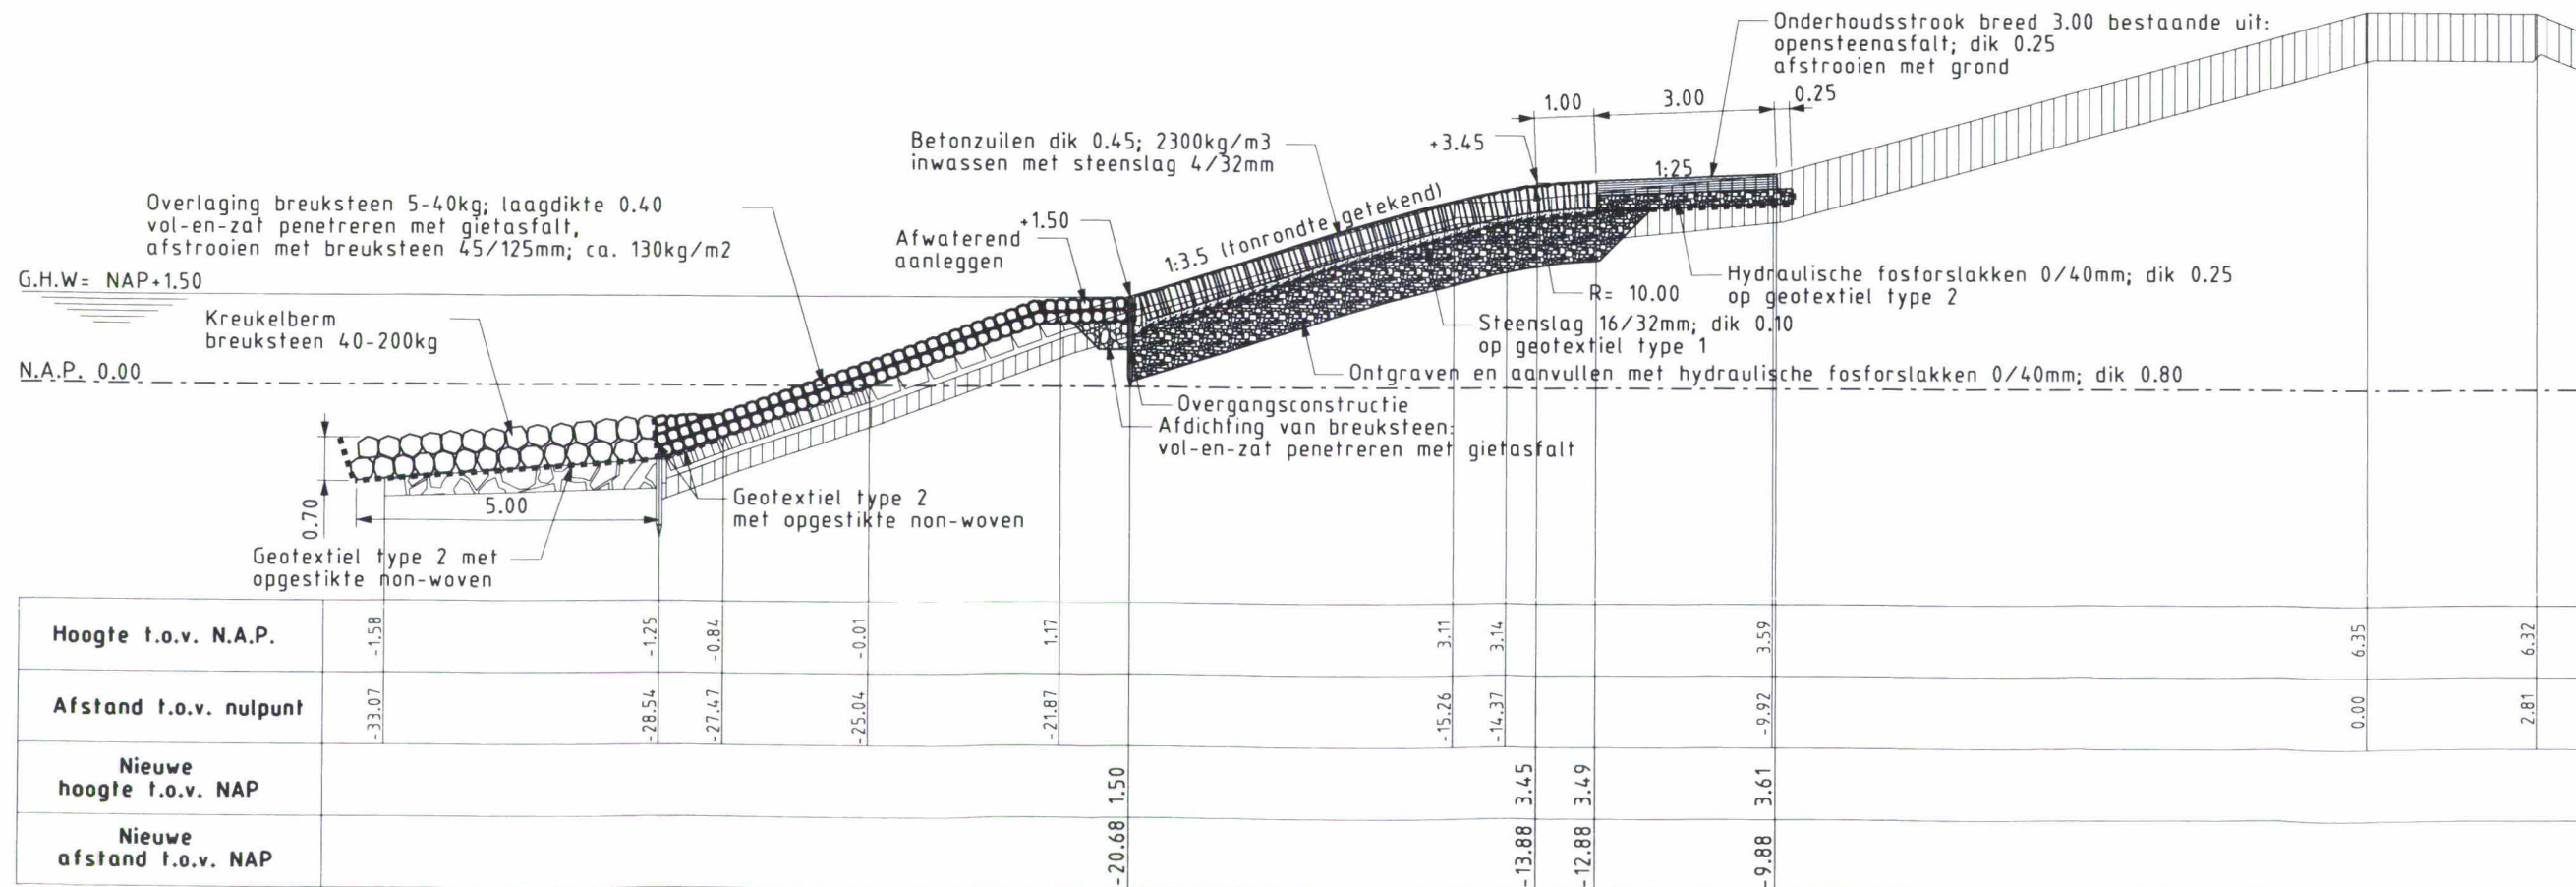 Onderhoudsstrook breed 3.00 bestaande uit:
opensteenasfalt; dik 0.25
afstrooien met grond
1.00
3.00
0.25
Betonzuilen dik 0.45; 2300kg/m3
inwassen met steenslag 4/32mm
+3.45
1:25
Overlaging breuksteen 5-40kg; laagdikte 0.40
vol-en-zat penetreren met gietasfalt,
afstrooien met breuksteen 45/125mm; ca. 130kg/m2
+1.50
Afwaterend
aanleggen
1:3.5 (tonrondte getekend)
G.H.W= NAP+1.50
Kreukelberm
breuksteen 40-200kg
Hydraulische fosforslakken 0/40mm; dik 0.25
op geotextiel type 2
R= 10.00
Steenslag 16/32mm; dik 0.10
op geotextiel type 1
N.A.P. 0.00
Ontgraven en aanvullen met hydraulische fosforslakken 0/40mm; dik 0.80
Overgangsconstructie
Afdichting van breuksteen:
vol-en-zat penetreren met gietasfalt
0.70
5.00
Geotextiel type 2
met opgestikte non-woven
Geotextiel type 2 met
opgestikte non-woven
Hoogte t.o.v. N.A.P.
-1.58
-1.25
-0.84
-0.01
1.17
3.11
3.14
3.59
6.35
6.32
Afstand t.o.v. nulpunt
-33.07
-28.54
-27.47
-25.04
-21.87
-15.26
-14.37
-9.92
0.00
2.81
Nieuwe
hoogte t.o.v. NAP
1.50
3.45
3.49
3.61
Nieuwe
afstand t.o.v. NAP
-20.68
-13.88
-12.88
-9.88